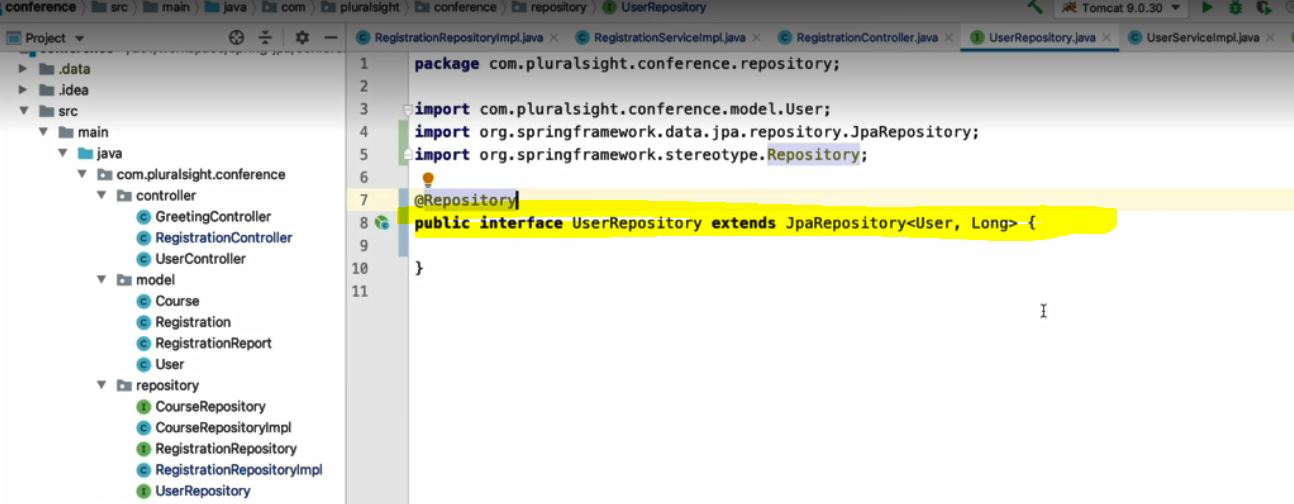 conference src main java com pluralsight conference repository UserRepository Tomcat 9.0.30
Project RegistrationRepositoryImpl.java RegistrationServiceImpl.java RegistrationController.java UserRepository.java UserServiceImpl.java
.data
.idea
src
main
java
com.pluralsight.conference
controller
GreetingController
RegistrationController
UserController
model
Course
Registration
RegistrationReport
User
repository
CourseRepository
CourseRepositoryImpl
RegistrationRepository
RegistrationRepositoryImpl
UserRepository
1 package com.pluralsight.conference.repository;
2
3 import com.pluralsight.conference.model.User;
4 import org.springframework.data.jpa.repository.JpaRepository;
5 import org.springframework.stereotype.Repository;
6
7 @Repository
8 public interface UserRepository extends JpaRepository<User, Long> {
9
10 }
11